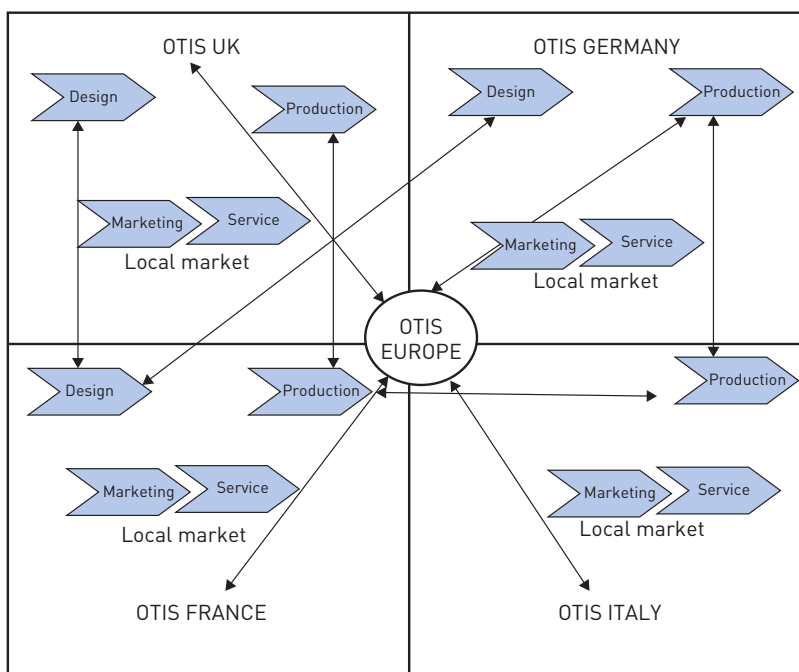 OTIS UK
Design
Production
Marketing
Service
Local market
OTIS GERMANY
Design
Production
Marketing
Service
Local market
OTIS
EUROPE
Design
Production
Marketing
Service
Local market
OTIS FRANCE
Production
Marketing
Service
Local market
OTIS ITALY